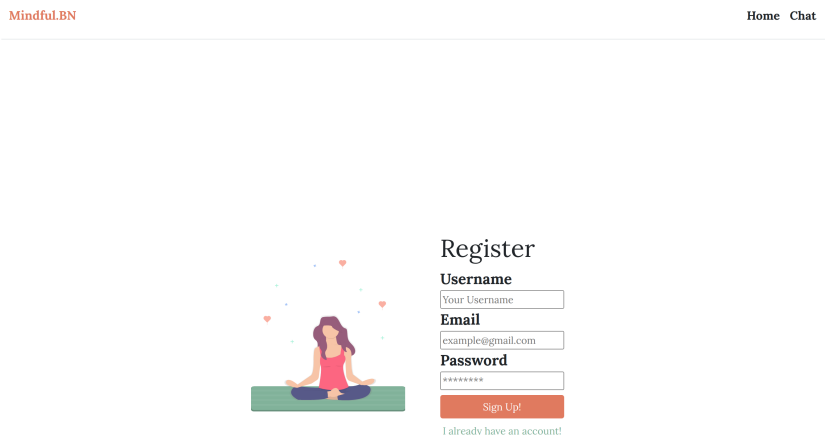 Mindful.BN
Home Chat
Register
Username
Your Username
Email
example@gmail.com
Password
********
Sign Up!
I already have an account!